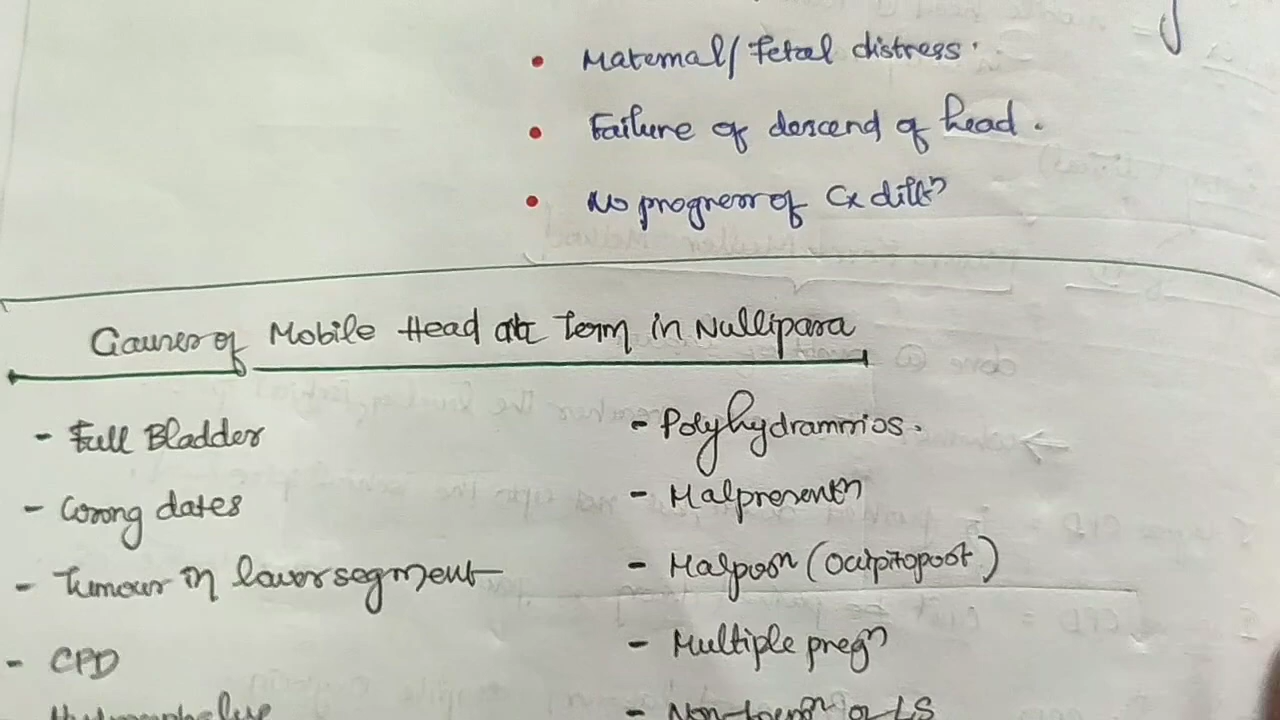 • Maternal/ Fetal distress.
• Failure of descend of head.
• No progress of Cx diltn
Causes of Mobile Head at Term in Nullipara
- Full Bladder
- Wrong dates
- Tumour in lower segment
- CPD
- Polyhydramnios.
- Malpresentn
- Malposn (Occipitopost.)
- Multiple pregn